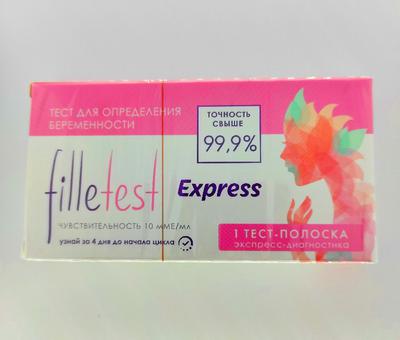 ТЕСТ ДЛЯ ОПРЕДЕЛЕНИЯ
БЕРЕМЕННОСТИ
ТОЧНОСТЬ
СВЫШЕ
99,9%
filletest
Express
ЧУВСТВИТЕЛЬНОСТЬ 10 мМЕ/мл
узнай за 4 дня до начала цикла
1 ТЕСТ-ПОЛОСКА
ЭКСПРЕСС-ДИАГНОСТИКА